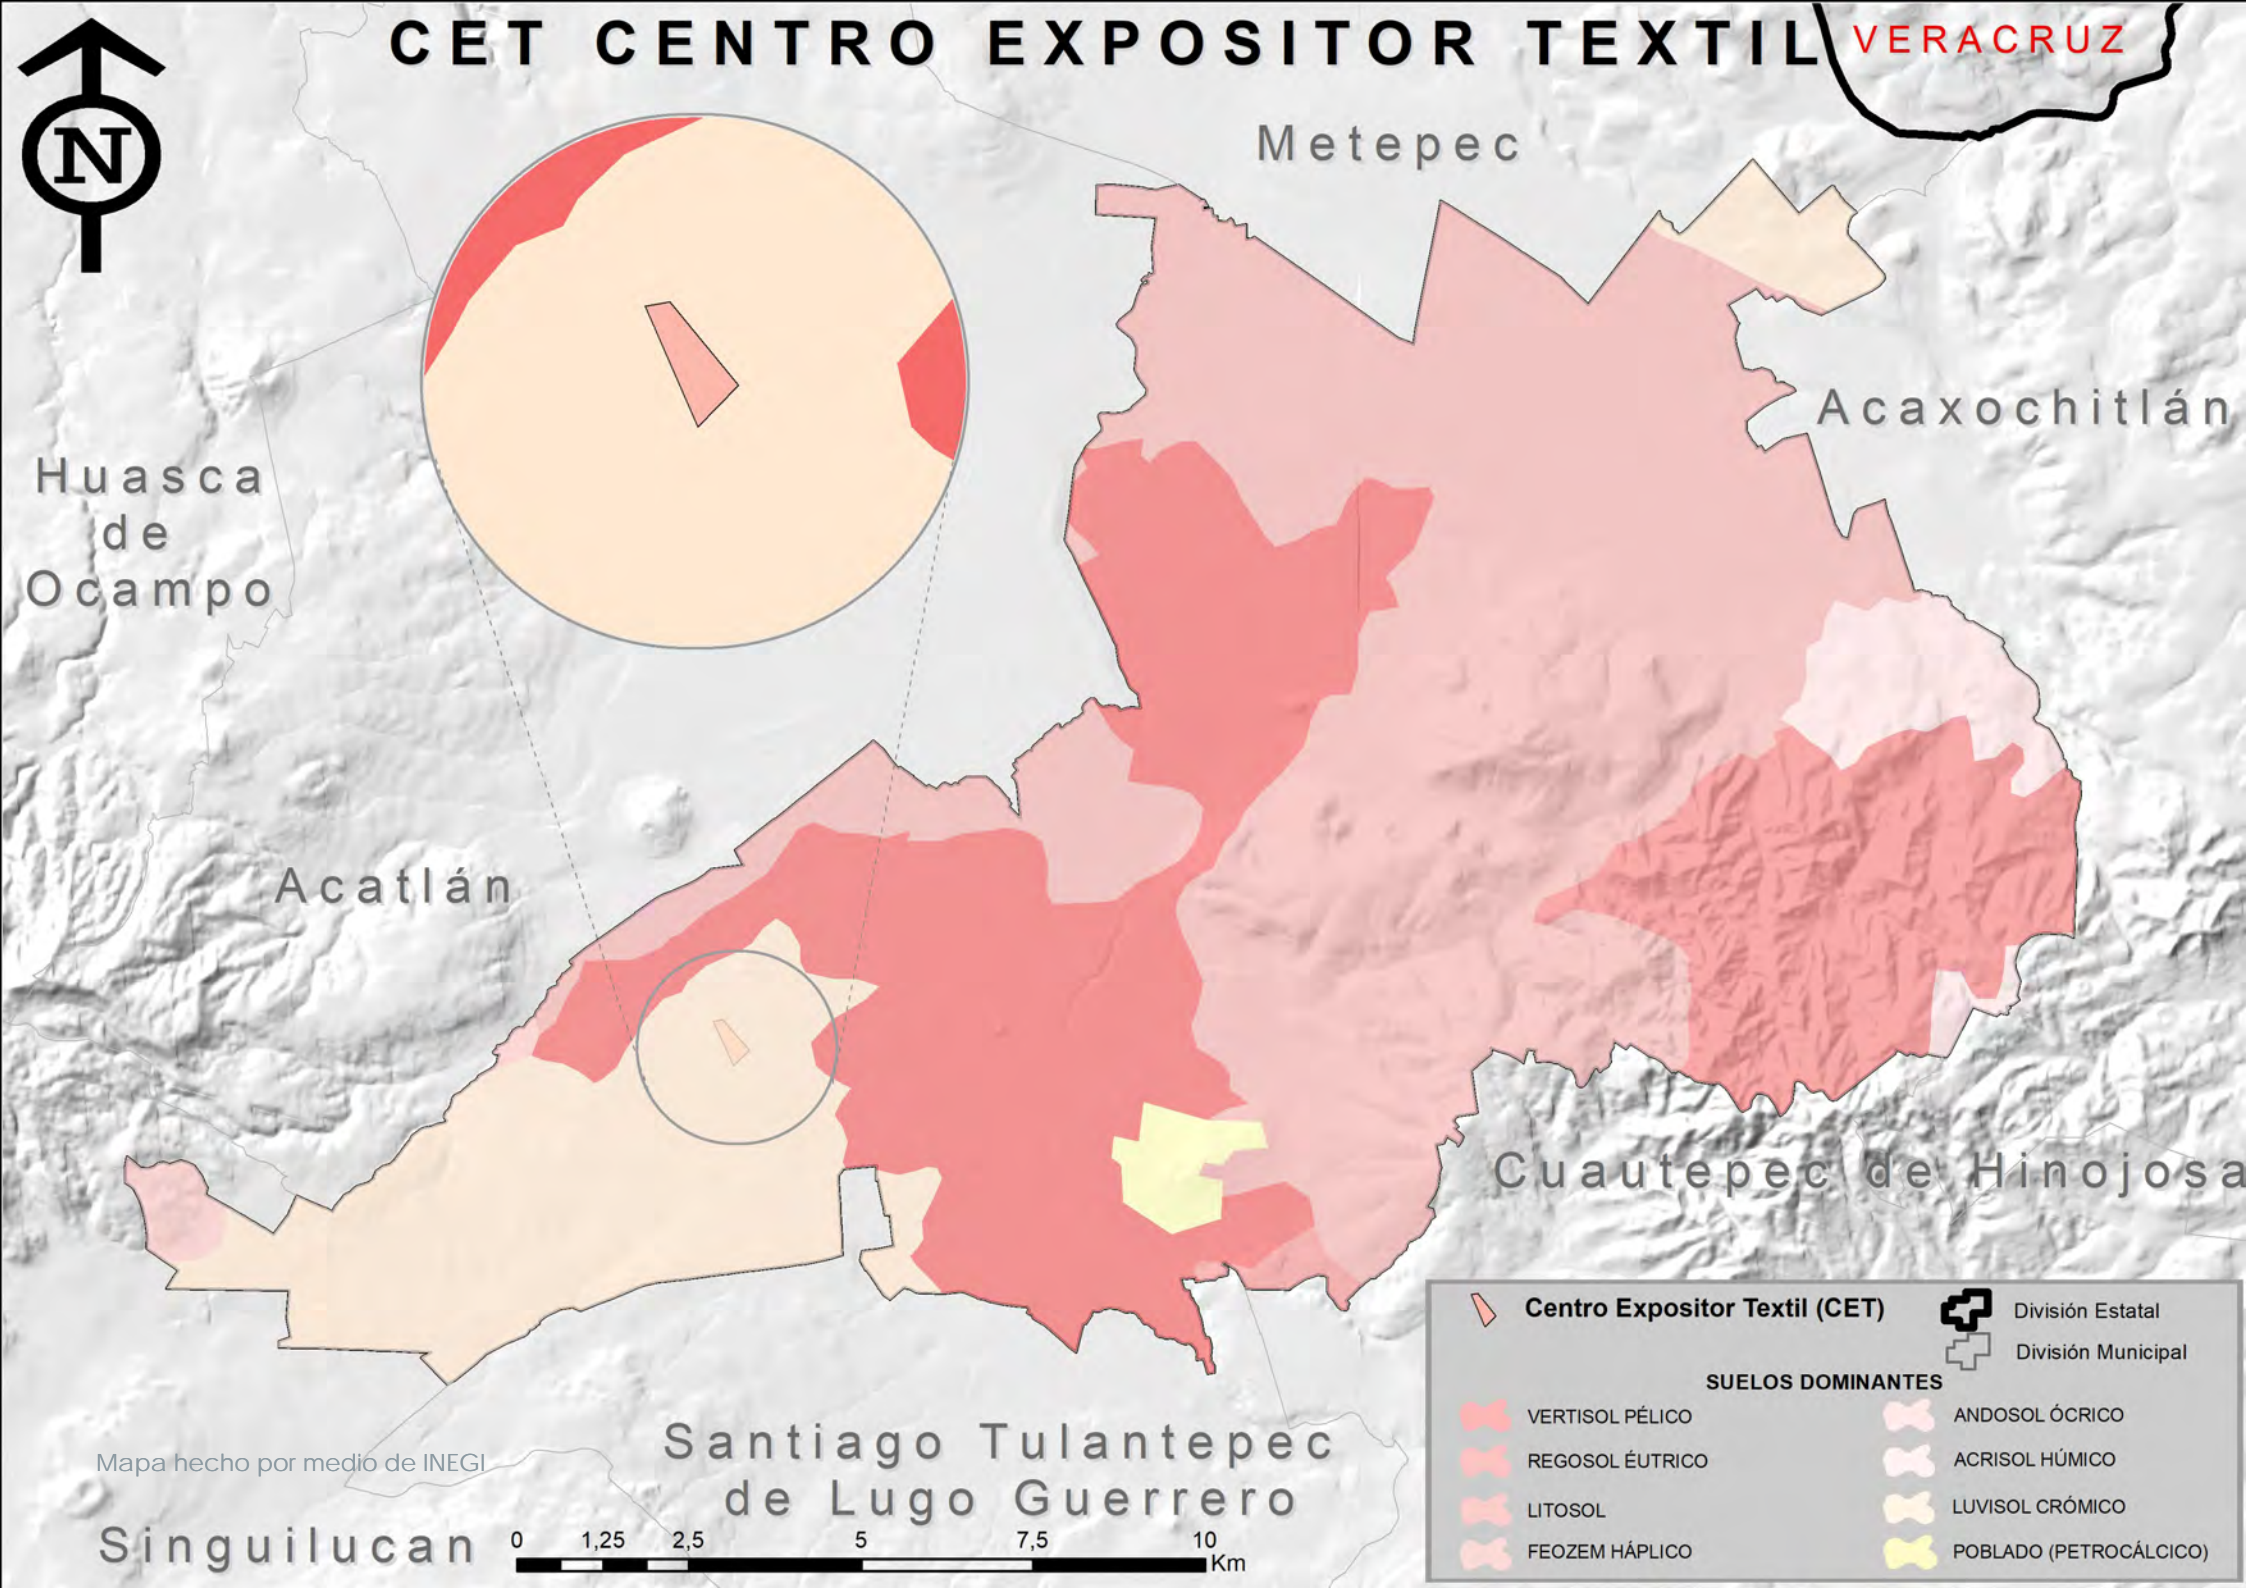 CET CENTRO EXPOSITOR TEXTIL
VERACRUZ
N
Metepec
Acaxochitlán
Huasca
de
Ocampo
Acatlán
Cuautepec de Hinojosa
Santiago Tulantepec
de Lugo Guerrero
Mapa hecho por medio de INEGI
Singuilucan
0 1,25 2,5 5 7,5 10
Km
Centro Expositor Textil (CET)
División Estatal
División Municipal
SUELOS DOMINANTES
VERTISOL PÉLICO
REGOSOL ÉUTRICO
LITOSOL
FEOZEM HÁPLICO
ANDOSOL ÓCRICO
ACRISOL HÚMICO
LUVISOL CRÓMICO
POBLADO (PETROCÁLCICO)